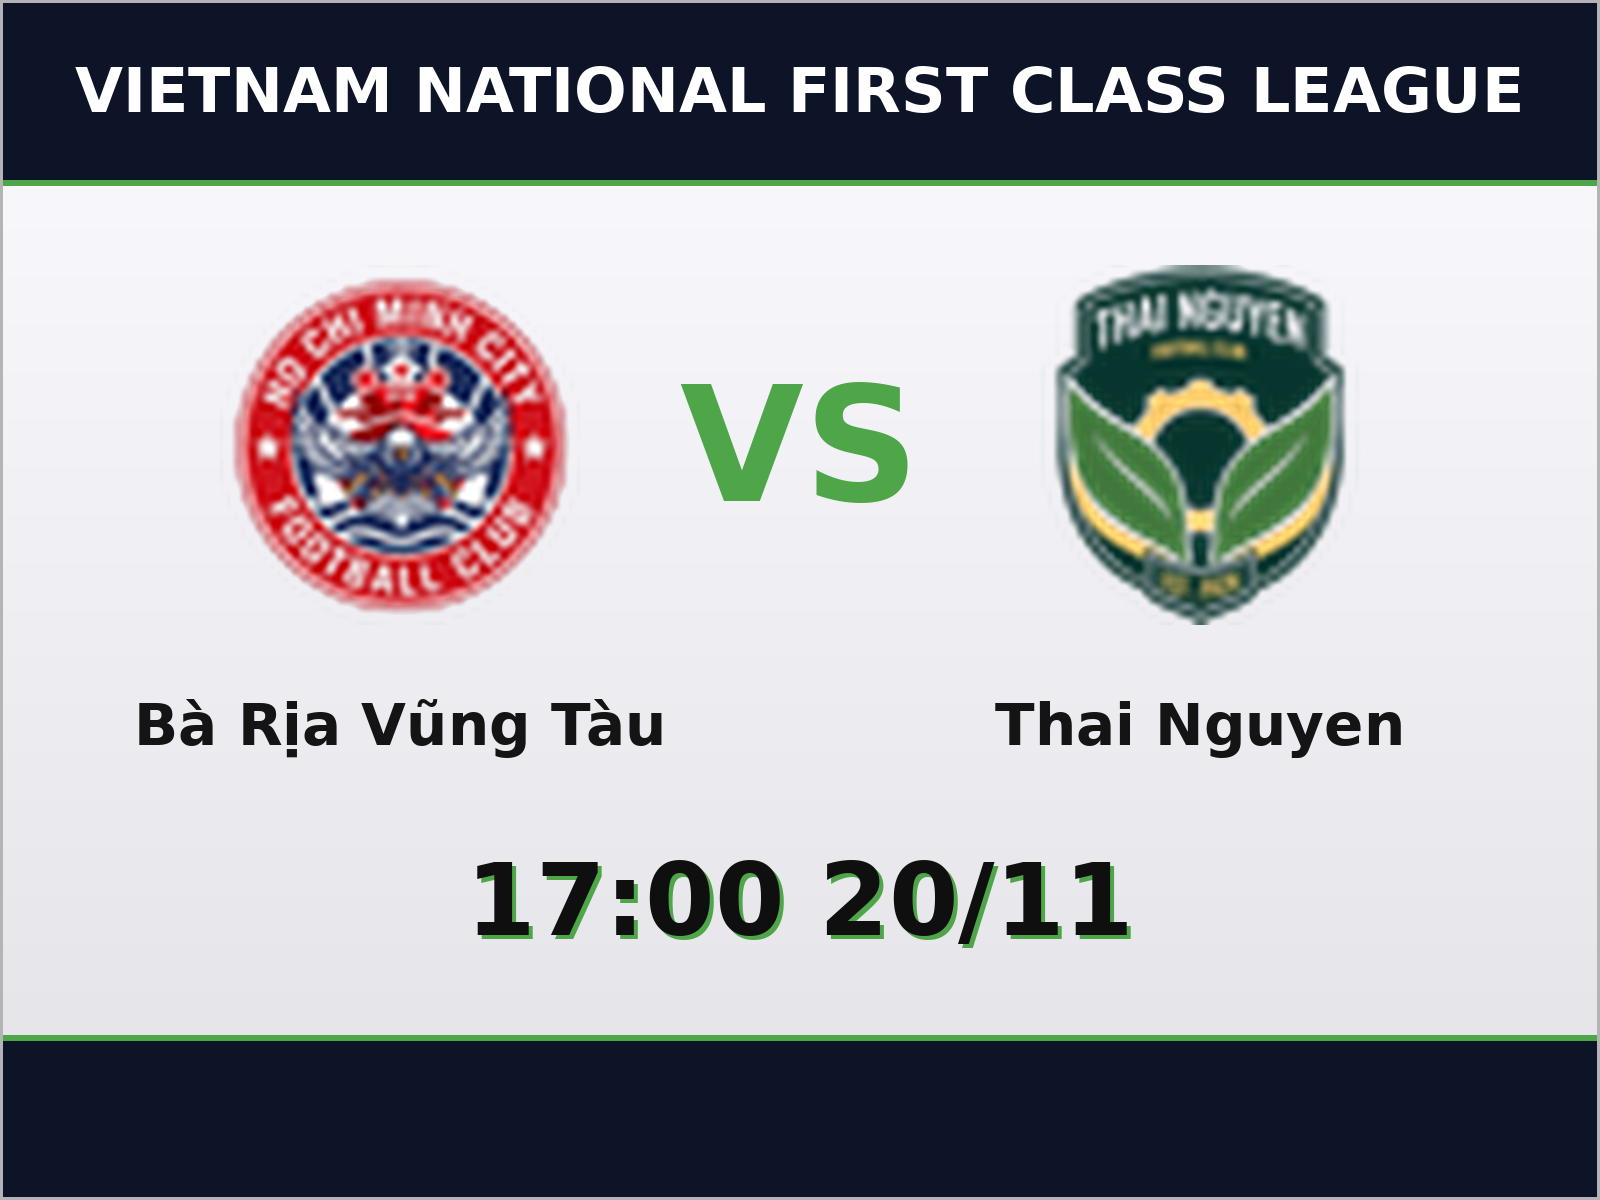 VIETNAM NATIONAL FIRST CLASS LEAGUE
HO CHI MINH CITY
FOOTBALL CLUB
THAI NGUYEN
VS
Bà Rịa Vũng Tàu
Thai Nguyen
17:00 20/11